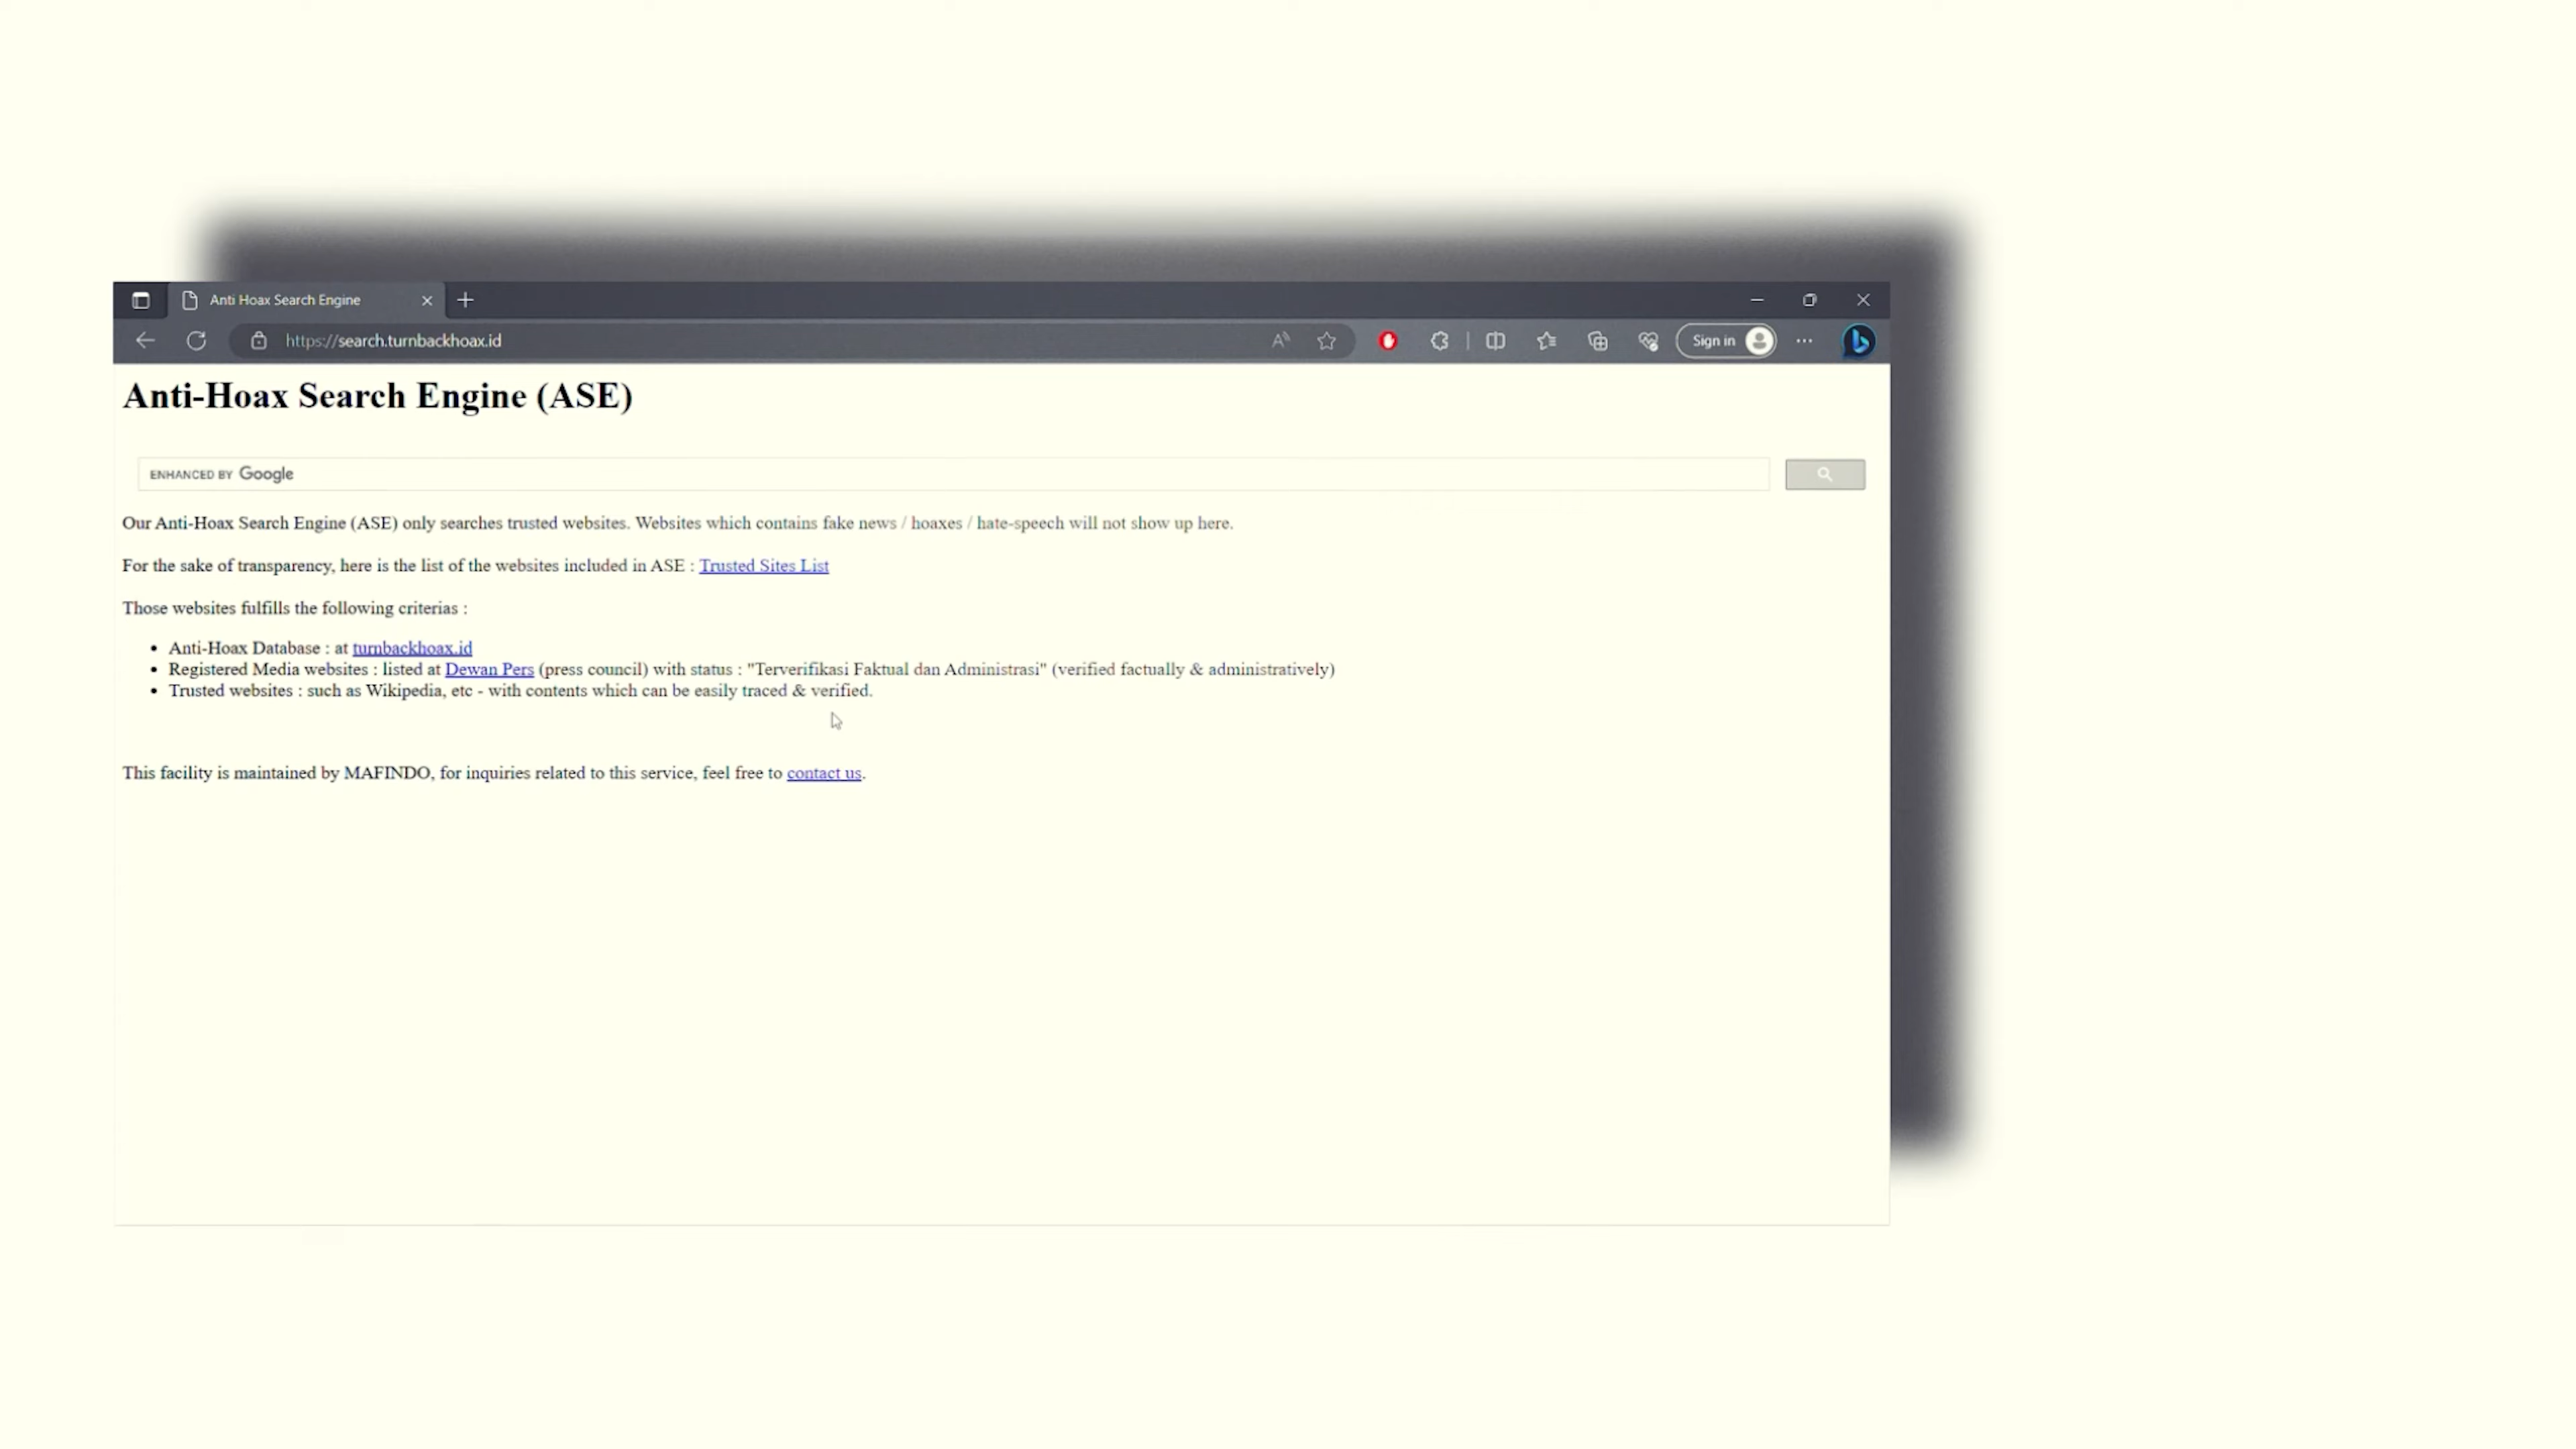 Anti Hoax Search Engine
https://search.turnbackhoax.id
Sign in
Anti-Hoax Search Engine (ASE)
ENHANCED BY Google
Our Anti-Hoax Search Engine (ASE) only searches trusted websites. Websites which contains fake news / hoaxes / hate-speech will not show up here.
For the sake of transparency, here is the list of the websites included in ASE : Trusted Sites List
Those websites fulfills the following criterias :
• Anti-Hoax Database : at turnbackhoax.id
• Registered Media websites : listed at Dewan Pers (press council) with status : "Terverifikasi Faktual dan Administrasi" (verified factually & administratively)
• Trusted websites : such as Wikipedia, etc - with contents which can be easily traced & verified.
This facility is maintained by MAFINDO, for inquiries related to this service, feel free to contact us.